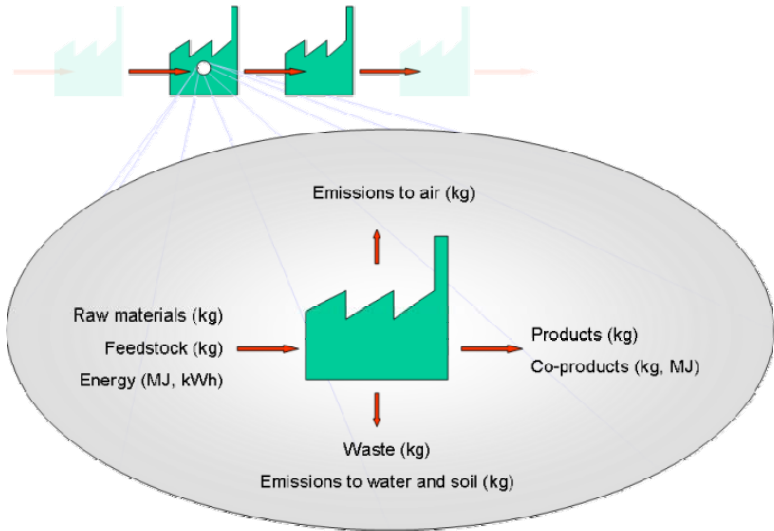 Emissions to air (kg)
Raw materials (kg)
Feedstock (kg)
Energy (MJ, kWh)
Products (kg)
Co-products (kg, MJ)
Waste (kg)
Emissions to water and soil (kg)